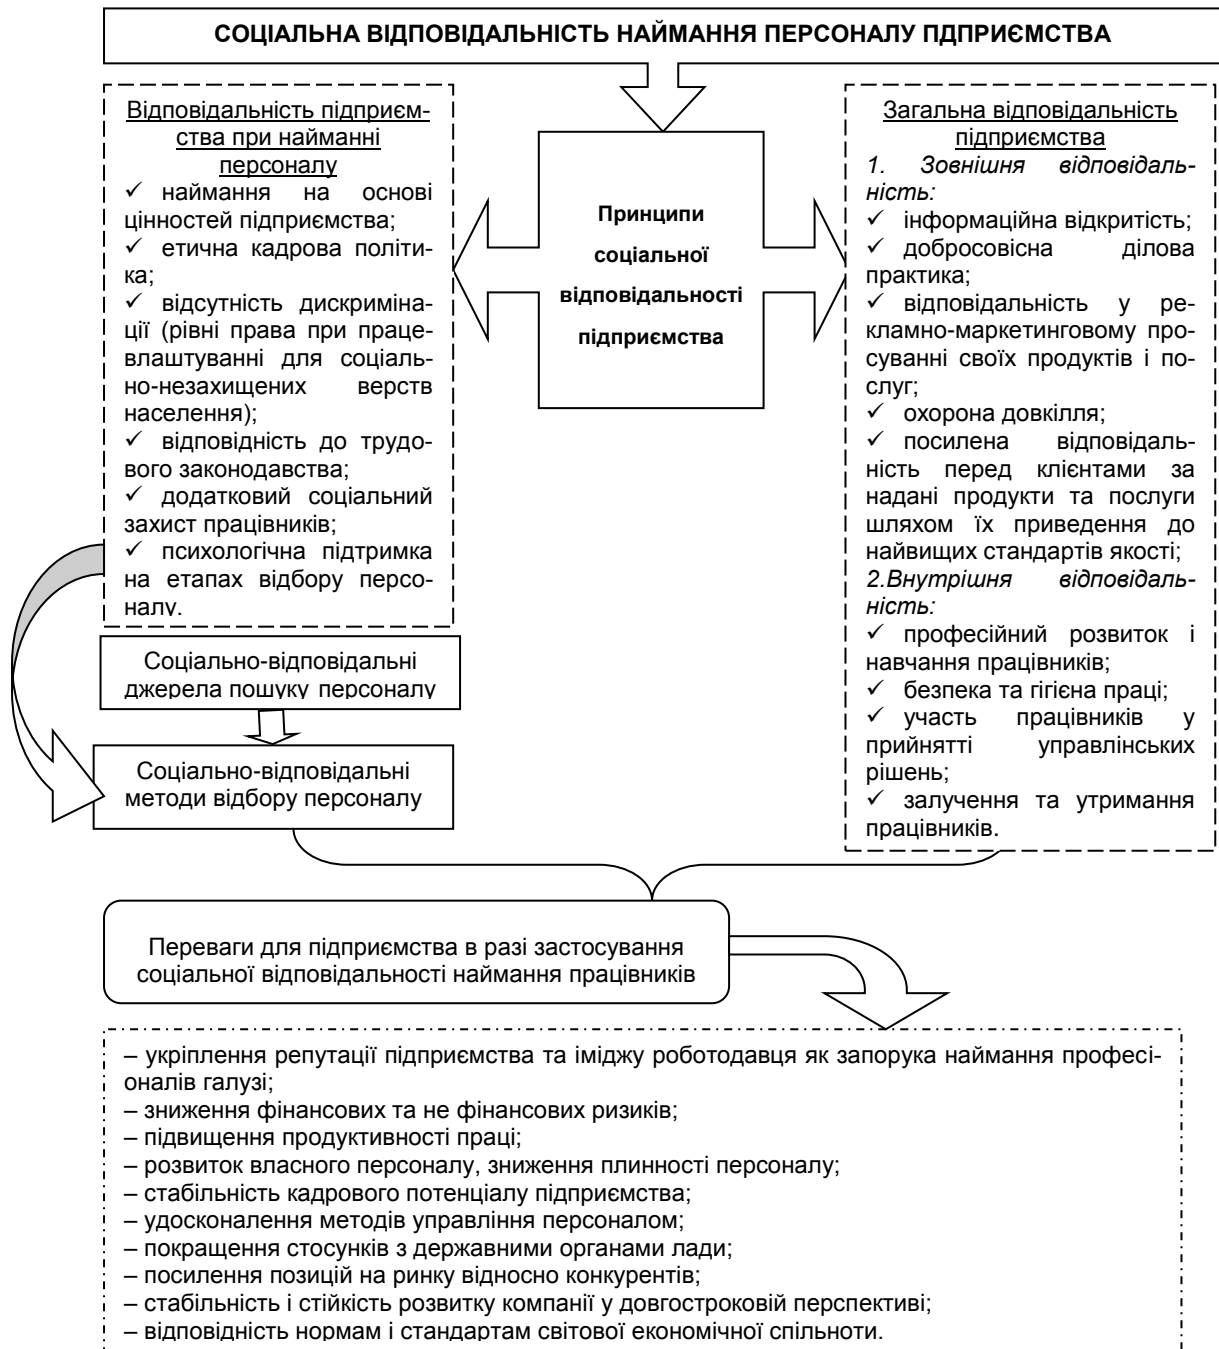 СОЦІАЛЬНА ВІДПОВІДАЛЬНІСТЬ НАЙМАННЯ ПЕРСОНАЛУ ПДПРИЄМСТВА
Відповідальність підприєм-
ства при найманні
персоналу
✓ наймання на основі
цінностей підприємства;
✓ етична кадрова політи-
ка;
✓ відсутність дискриміна-
ції (рівні права при праце-
влаштуванні для соціаль-
но-незахищених верств
населення);
✓ відповідність до трудо-
вого законодавства;
✓ додатковий соціальний
захист працівників;
✓ психологічна підтримка
на етапах відбору персо-
налу.
Принципи
соціальної
відповідальності
підприємства
Загальна відповідальність
підприємства
1. Зовнішня відповідаль-
ність:
✓ інформаційна відкритість;
✓ добросовісна ділова
практика;
✓ відповідальність у ре-
кламно-маркетинговому про-
суванні своїх продуктів і по-
слуг;
✓ охорона довкілля;
✓ посилена відповідаль-
ність перед клієнтами за
надані продукти та послуги
шляхом їх приведення до
найвищих стандартів якості;
2.Внутрішня відповідаль-
ність:
✓ професійний розвиток і
навчання працівників;
✓ безпека та гігієна праці;
✓ участь працівників у
прийнятті управлінських
рішень;
✓ залучення та утримання
працівників.
Соціально-відповідальні
джерела пошуку персоналу
Соціально-відповідальні
методи відбору персоналу
Переваги для підприємства в разі застосування
соціальної відповідальності наймання працівників
– укріплення репутації підприємства та іміджу роботодавця як запорука наймання професі-
оналів галузі;
– зниження фінансових та не фінансових ризиків;
– підвищення продуктивності праці;
– розвиток власного персоналу, зниження плинності персоналу;
– стабільність кадрового потенціалу підприємства;
– удосконалення методів управління персоналом;
– покращення стосунків з державними органами лади;
– посилення позицій на ринку відносно конкурентів;
– стабільність і стійкість розвитку компанії у довгостроковій перспективі;
– відповідність нормам і стандартам світової економічної спільноти.